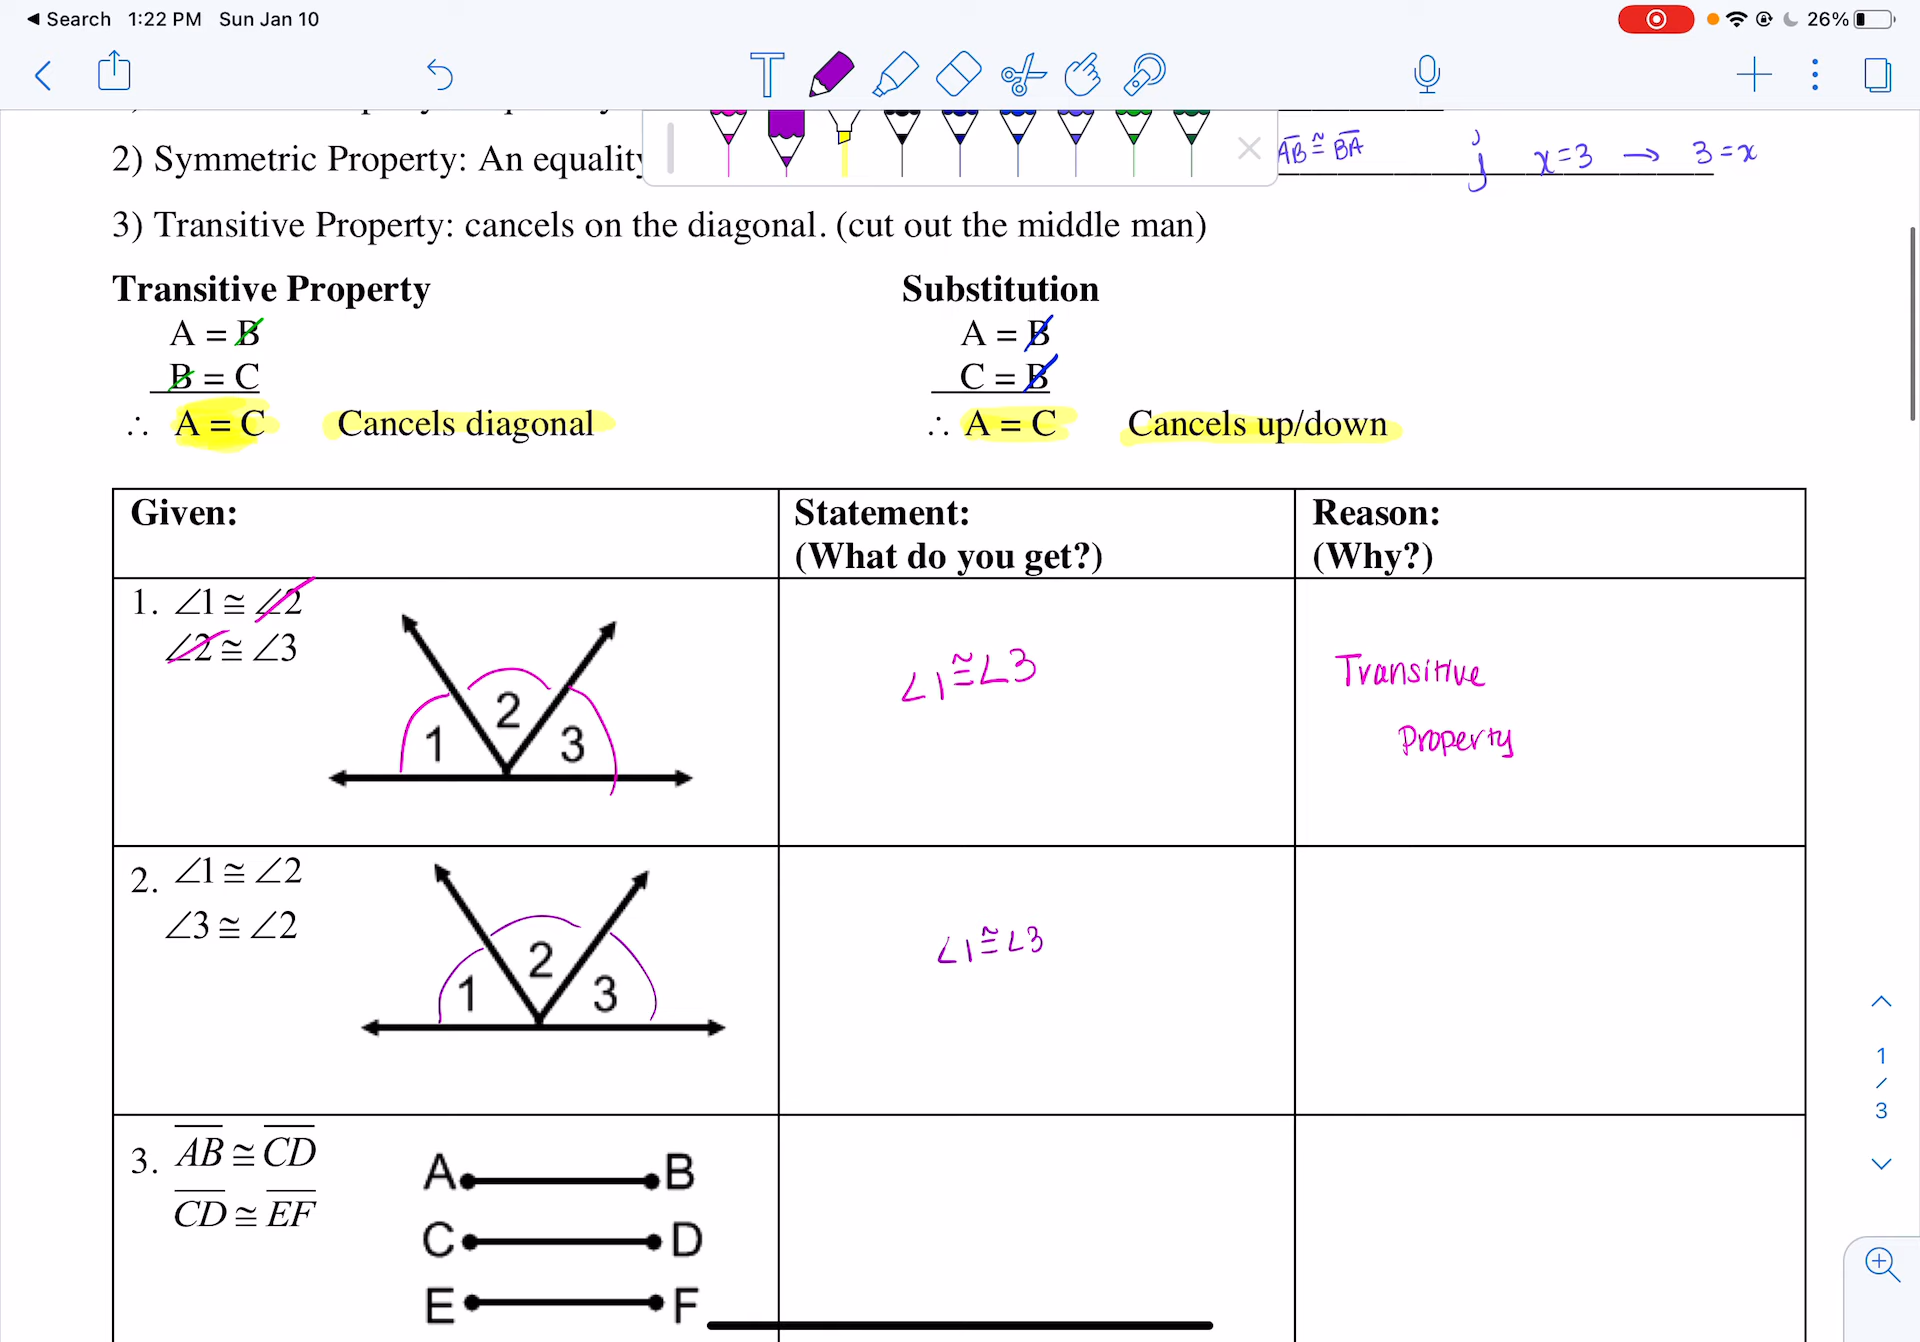 Search 1:22 PM Sun Jan 10 26%
2) Symmetric Property: An equality AB ≅ BA j x=3 → 3=x
3) Transitive Property: cancels on the diagonal. (cut out the middle man)
Transitive Property Substitution
A = B A = B
B = C C = B
∴ A = C Cancels diagonal ∴ A = C Cancels up/down
Given: Statement: Reason:
(What do you get?) (Why?)
1. ∠1 ≅ ∠2
∠2 ≅ ∠3
∠1 ≅ ∠3
Transitive
Property
2
1 3
2. ∠1 ≅ ∠2
∠3 ≅ ∠2
∠1 ≅ ∠3
2
1 3
3. AB ≅ CD
CD ≅ EF
A B
C D
E F
1
/
3